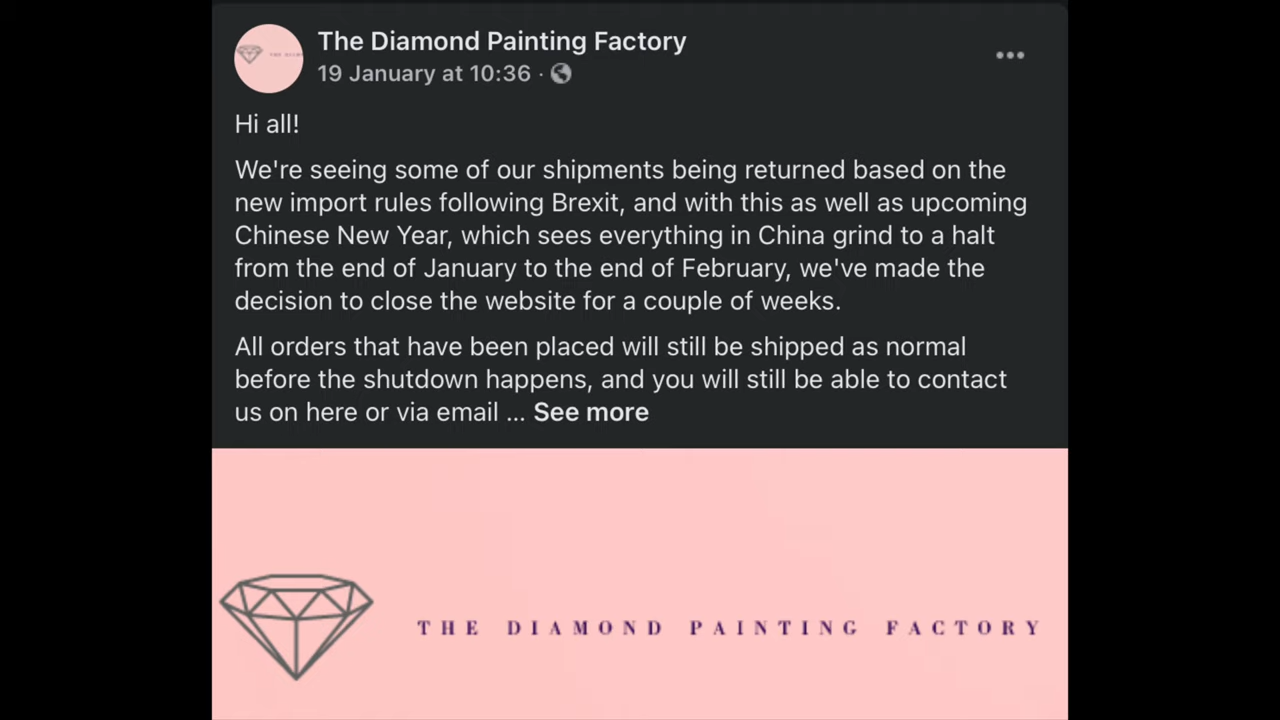 The Diamond Painting Factory
19 January at 10:36 ·
Hi all!
We're seeing some of our shipments being returned based on the
new import rules following Brexit, and with this as well as upcoming
Chinese New Year, which sees everything in China grind to a halt
from the end of January to the end of February, we've made the
decision to close the website for a couple of weeks.
All orders that have been placed will still be shipped as normal
before the shutdown happens, and you will still be able to contact
us on here or via email ... See more
THE DIAMOND PAINTING FACTORY